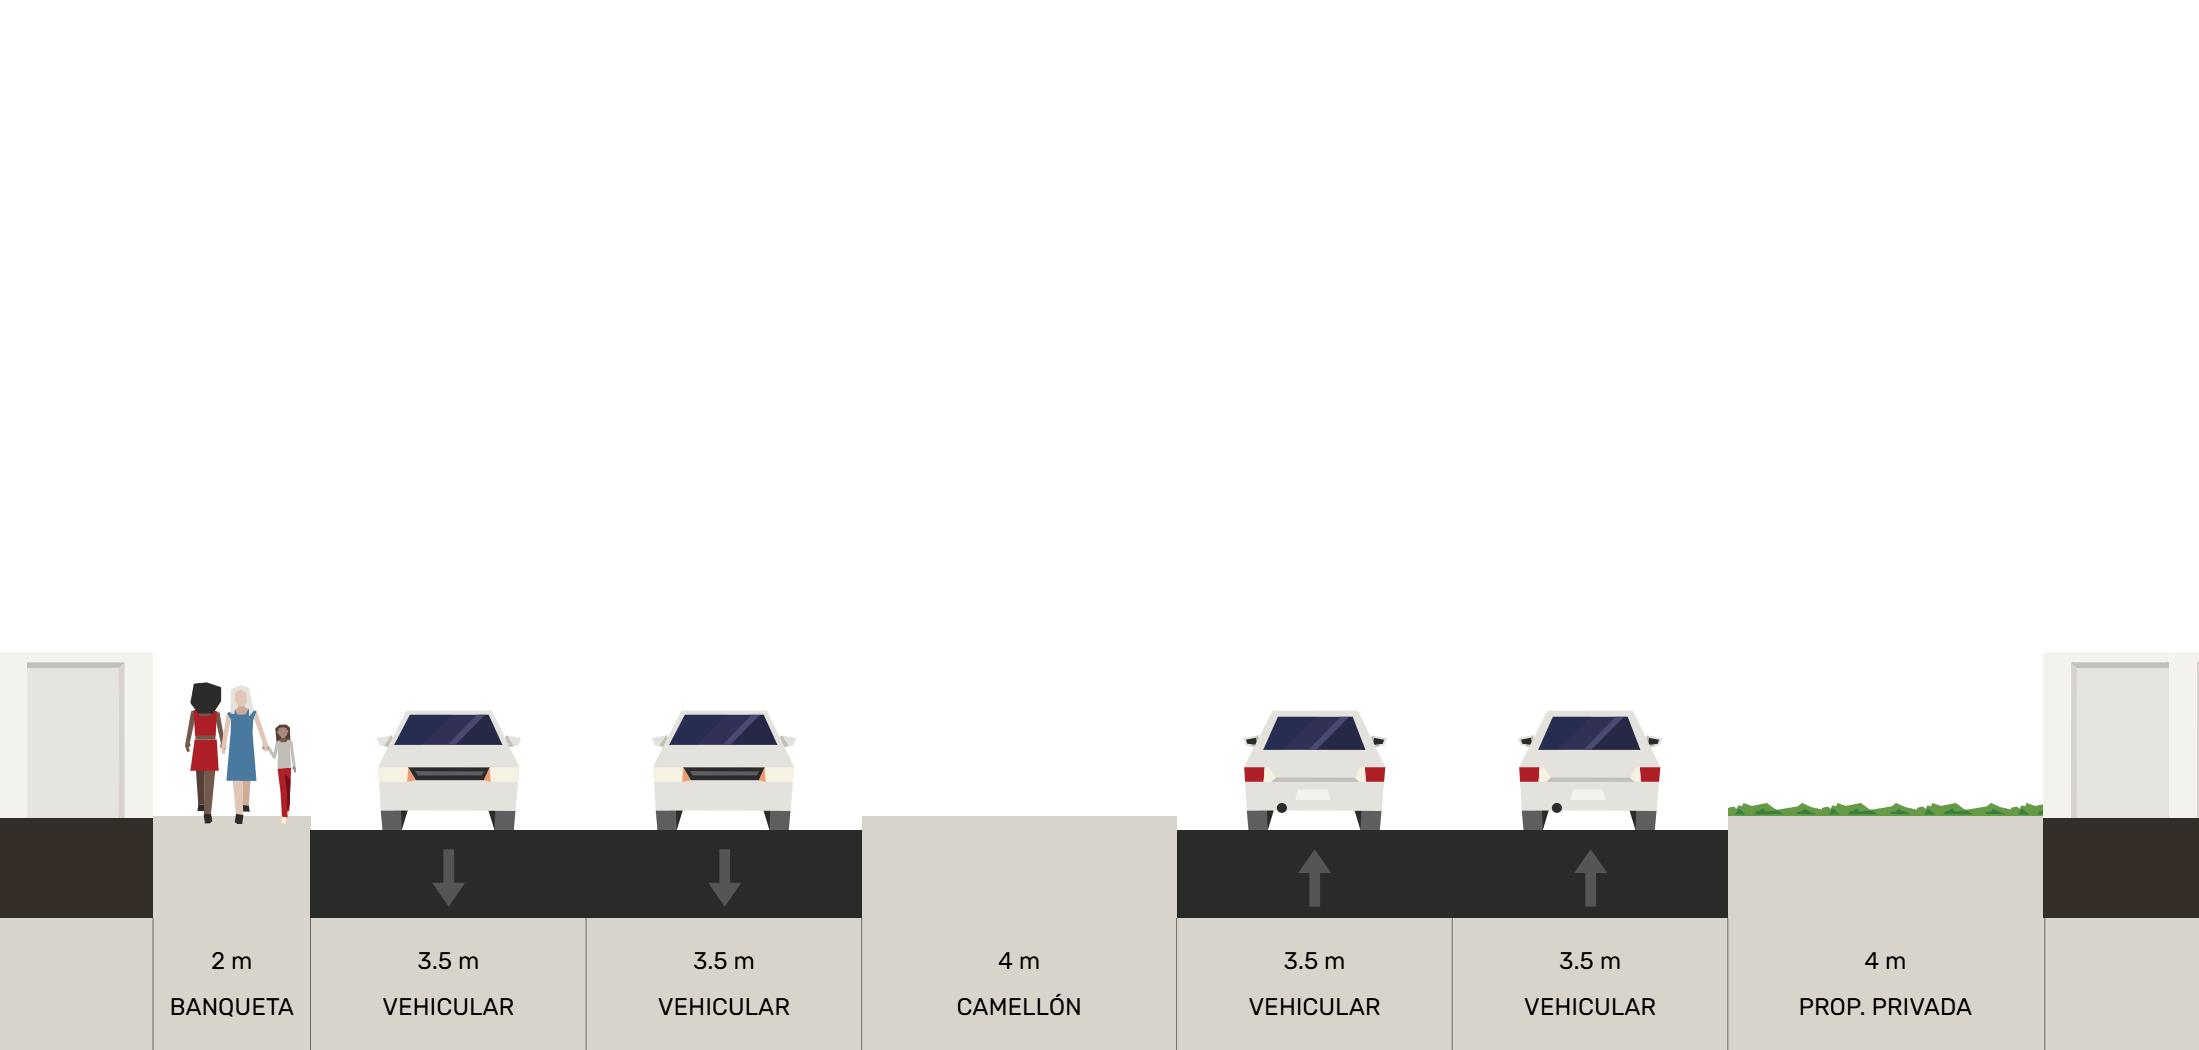 2 m
BANQUETA
3.5 m
VEHICULAR
3.5 m
VEHICULAR
4 m
CAMELLÓN
3.5 m
VEHICULAR
3.5 m
VEHICULAR
4 m
PROP. PRIVADA